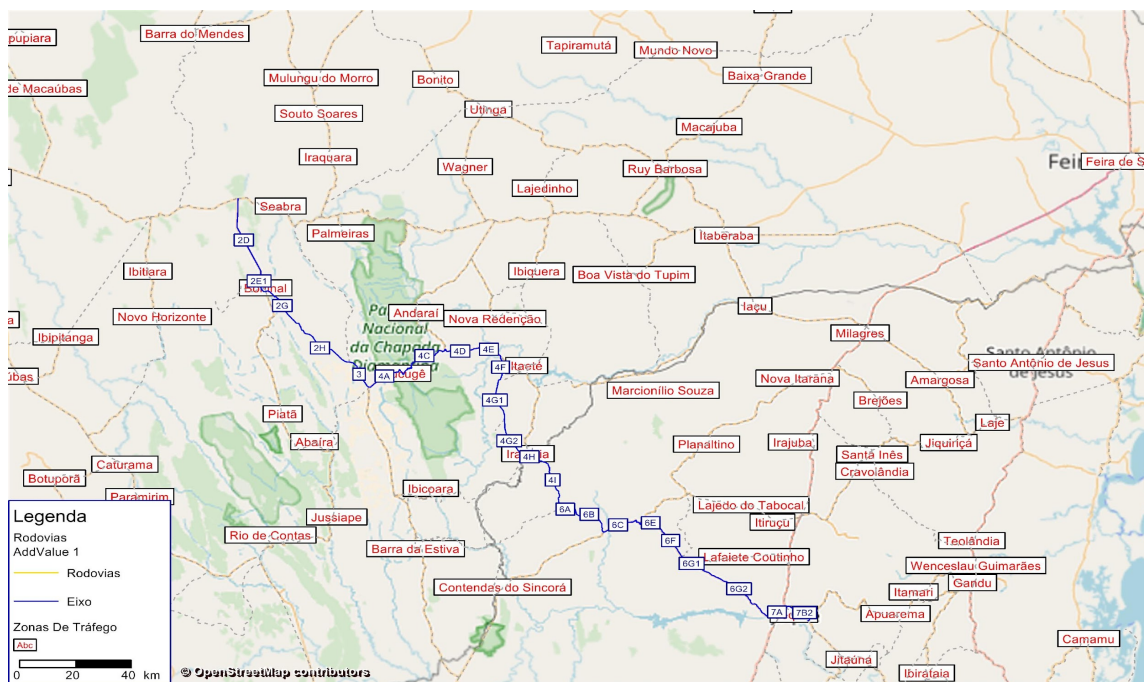 Barra do Mendes
Tapiramutá
Mundo Novo
Baixa Grande
Mulungu do Morro
Bonito
de Macaúbas
Souto Soares
Utinga
Macajuba
Iraquara
Wagner
Ruy Barbosa
Lajedinho
Seabra
Palmeiras
Itaberaba
2D
Ibitiara
Ibiquera
Boa Vista do Tupim
2E1
2G
Iaçu
Novo Horizonte
Andaraí
Nova Redenção
Nacional
da Chapada
Milagres
Ibipitanga
2H
4C
4D
4E
Santo Antônio
de Jesus
Santo Antônio de Jesus
3
4A
4F
Itaeté
Nova Itarana
Amargosa
Marcionílio Souza
4G1
Brejões
Piatã
Laje
Abaíra
4G2
Planaltino
Irajuba
Jiquiriçá
4H
Santa Inês
Caturama
Cravolândia
Botuporã
4I
Paramirim
Ibicoara
Lajedo do Tabocal
6A
6B
6C
6E
Itiruçu
Jussiape
Rio de Contas
Barra da Estiva
6F
Teolândia
6G1
Lafaiete Coutinho
Wenceslau Guimarães
Contendas do Sincorá
6G2
Gandu
Itamari
7A
7B2
Apuarema
Camamu
Jitaúna
Ibirataia
Legenda
Rodovias
AddValue 1
Rodovias
Eixo
Zonas De Tráfego
Abc
0 20 40 km
© OpenStreetMap contributors